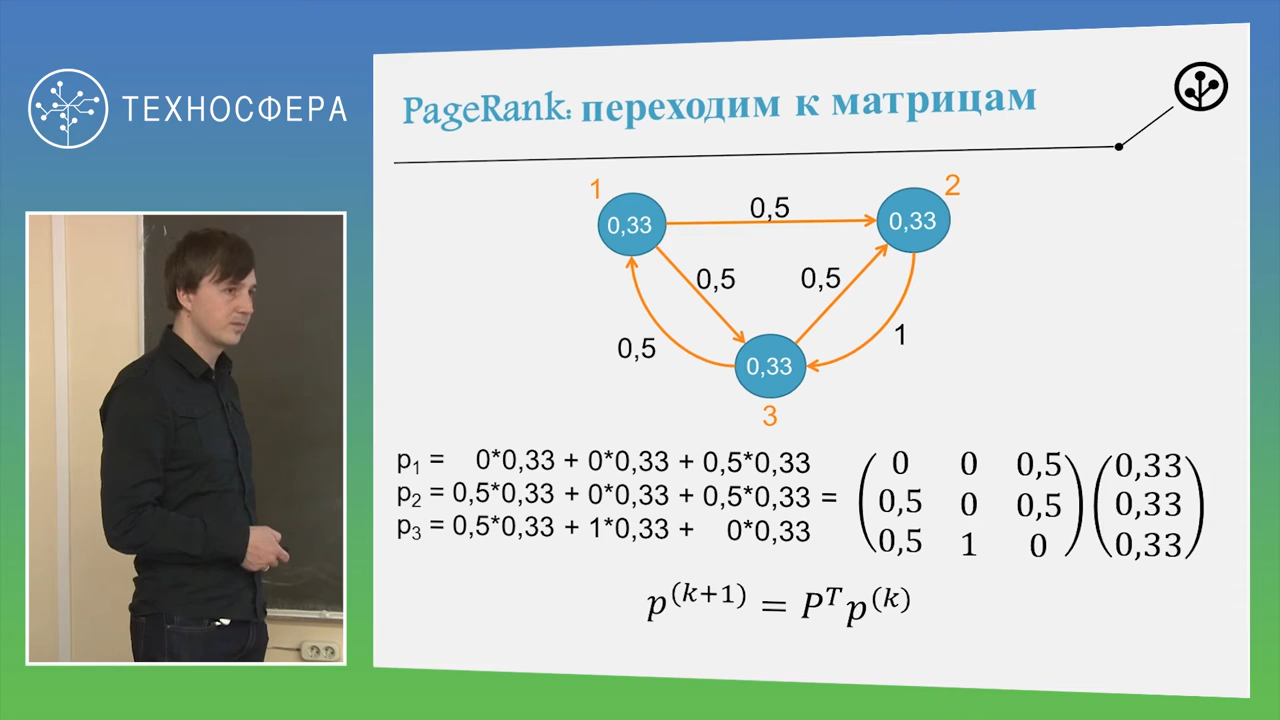 ТЕХНОСФЕРА
PageRank: переходим к матрицам
1
0,5
2
0,33
0,33
0,5
0,5
0,5
1
0,33
3
p₁ = 0*0,33 + 0*0,33 + 0,5*0,33
p₂ = 0,5*0,33 + 0*0,33 + 0,5*0,33 =
p₃ = 0,5*0,33 + 1*0,33 + 0*0,33
0 0 0,5
0,5 0 0,5
0,5 1 0
0,33
0,33
0,33
p^(k+1) = P^T p^(k)